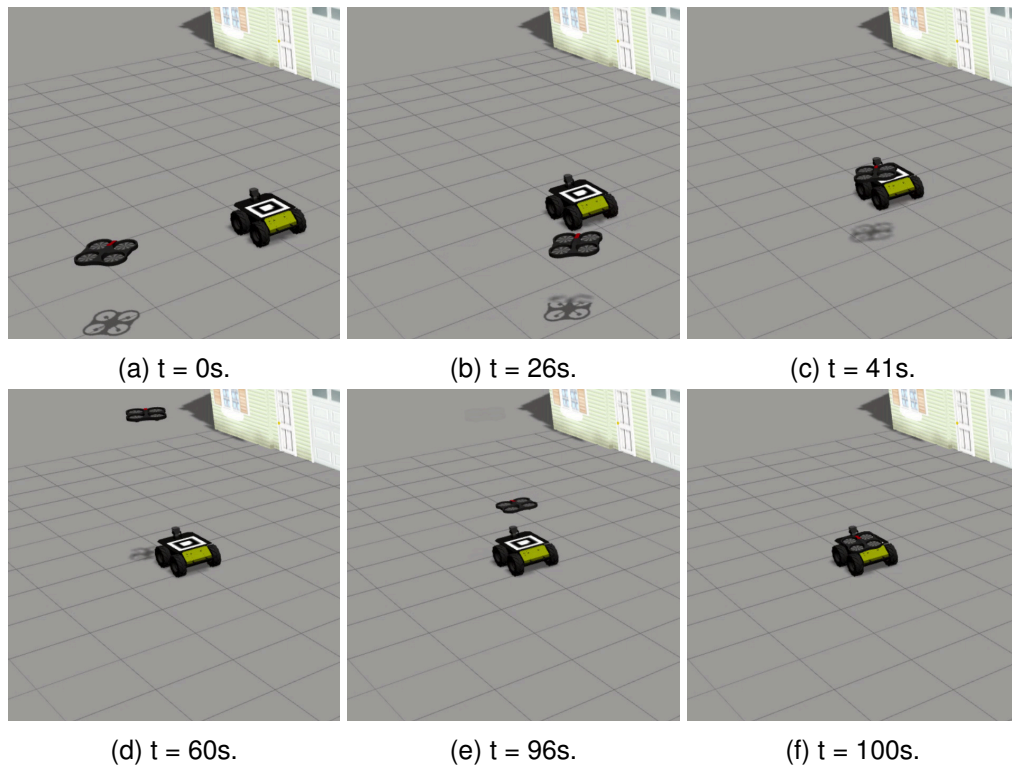 (a) t = 0s.
(b) t = 26s.
(c) t = 41s.
(d) t = 60s.
(e) t = 96s.
(f) t = 100s.